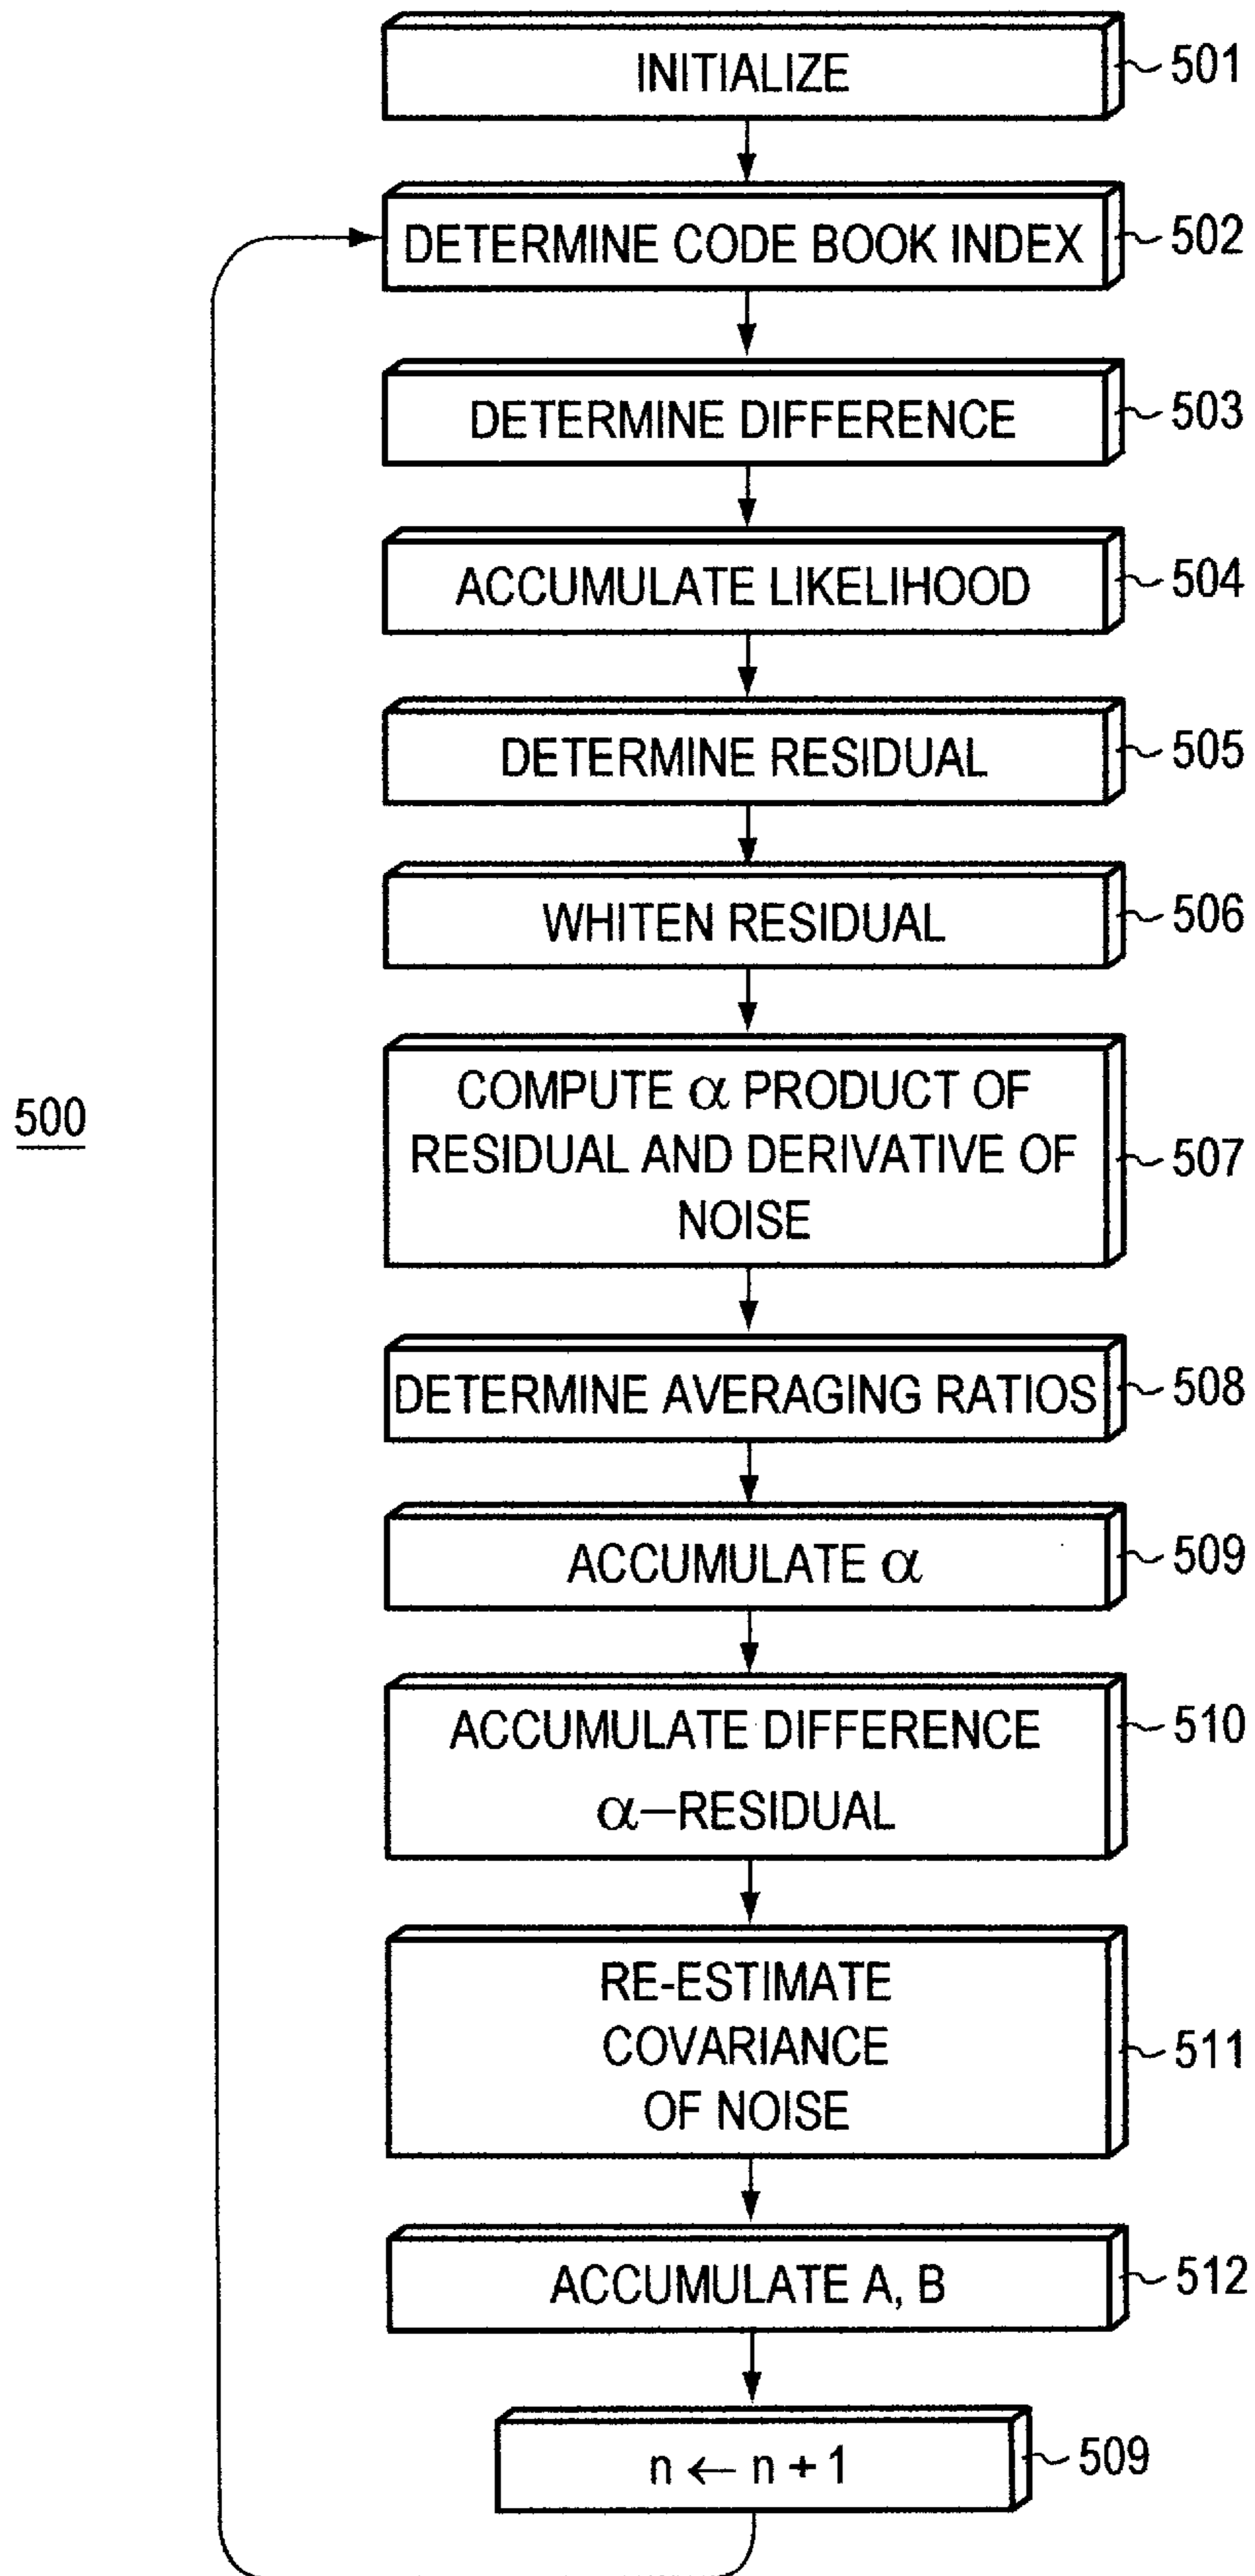 INITIALIZE
501
DETERMINE CODE BOOK INDEX
502
DETERMINE DIFFERENCE
503
ACCUMULATE LIKELIHOOD
504
DETERMINE RESIDUAL
505
WHITEN RESIDUAL
506
500
COMPUTE α PRODUCT OF
RESIDUAL AND DERIVATIVE OF
NOISE
507
DETERMINE AVERAGING RATIOS
508
ACCUMULATE α
509
ACCUMULATE DIFFERENCE
α–RESIDUAL
510
RE-ESTIMATE
COVARIANCE
OF NOISE
511
ACCUMULATE A, B
512
n ← n + 1
509